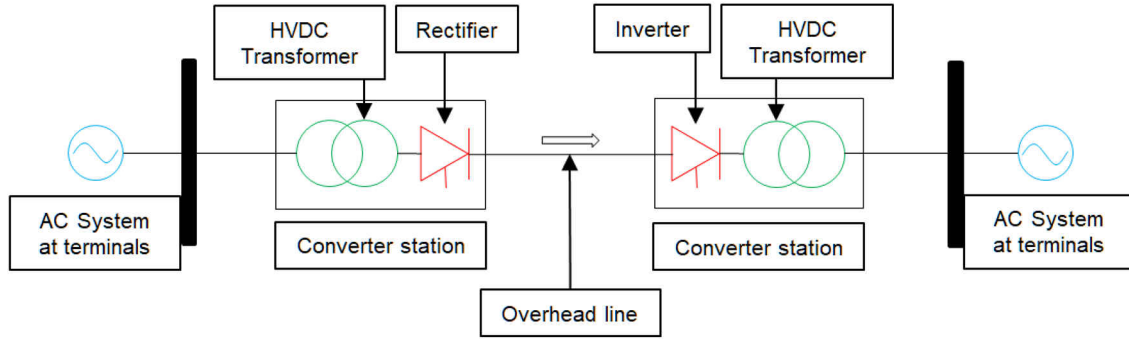 HVDC
Transformer
Rectifier
Inverter
HVDC
Transformer
AC System
at terminals
Converter station
Converter station
AC System
at terminals
Overhead line